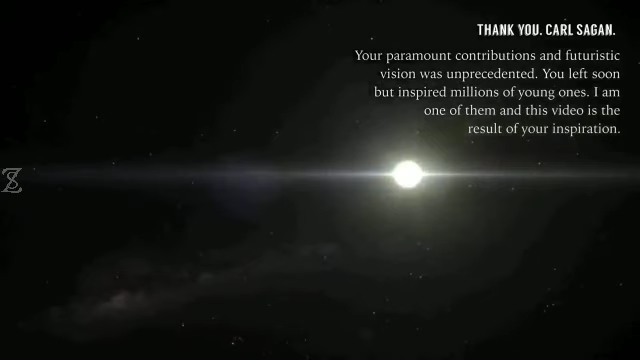 THANK YOU. CARL SAGAN.
Your paramount contributions and futuristic
vision was unprecedented. You left soon
but inspired millions of young ones. I am
one of them and this video is the
result of your inspiration.